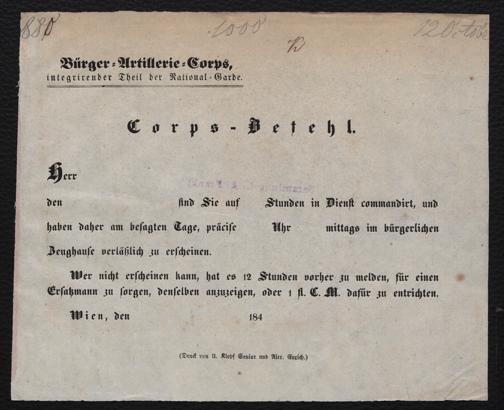 880 1000 12 Octob
Bürger-Artillerie-Corps,
integrirender Theil der National-Garde.
Corps-Befehl.
Herr
den sind Sie auf Stunden in Dienst commandirt, und
haben daher am besagten Tage, präcise Uhr mittags im bürgerlichen
Zeughause verläßlich zu erscheinen.
Wer nicht erscheinen kann, hat es 12 Stunden vorher zu melden, für einen
Ersatzmann zu sorgen, denselben anzuzeigen, oder 1 fl. C. M. dafür zu entrichten.
Wien, den 184
(Druck von U. Klopf Senior und Alex. Eurich.)